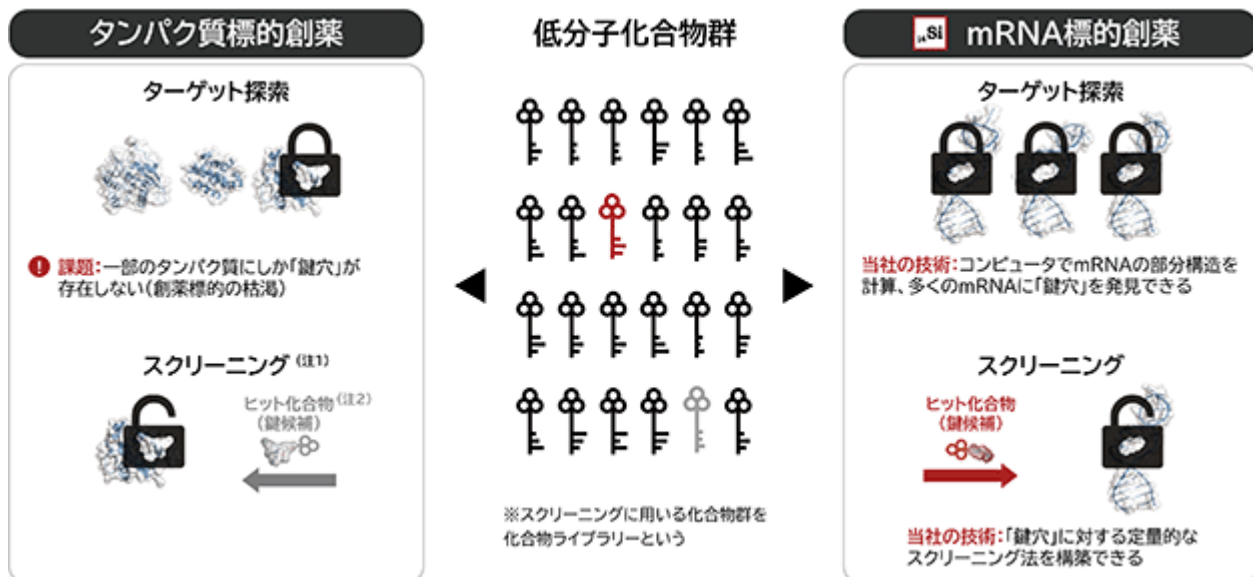 タンパク質標的創薬
ターゲット探索
課題:一部のタンパク質にしか「鍵穴」が
存在しない(創薬標的の枯渇)
スクリーニング(注1)
ヒット化合物(注2)
(鍵候補)
低分子化合物群
※スクリーニングに用いる化合物群を
化合物ライブラリーという
14Si mRNA標的創薬
ターゲット探索
当社の技術:コンピュータでmRNAの部分構造を
計算、多くのmRNAに「鍵穴」を発見できる
スクリーニング
ヒット化合物
(鍵候補)
当社の技術:「鍵穴」に対する定量的な
スクリーニング法を構築できる